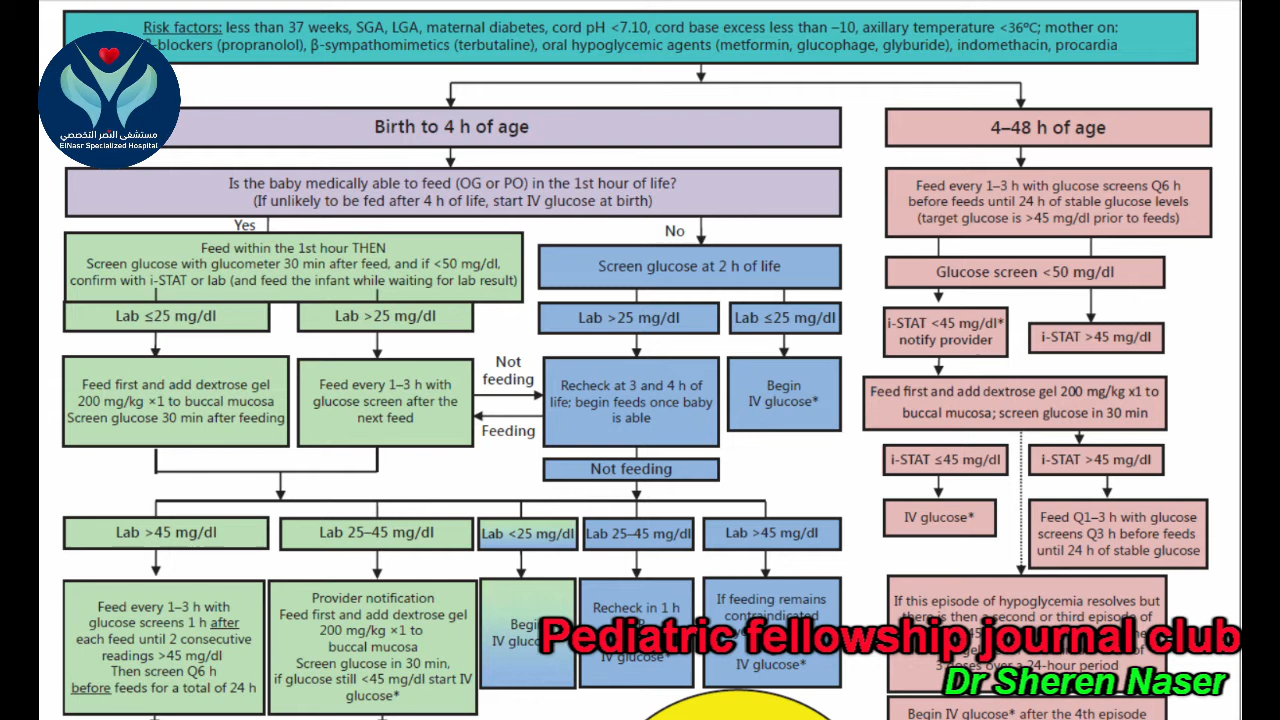 Risk factors: less than 37 weeks, SGA, LGA, maternal diabetes, cord pH <7.10, cord base excess less than –10, axillary temperature <36ºC; mother on:
β-blockers (propranolol), β-sympathomimetics (terbutaline), oral hypoglycemic agents (metformin, glucophage, glyburide), indomethacin, procardia
مستشفى النصر التخصصي
ElNasr Specialized Hospital
Birth to 4 h of age
Is the baby medically able to feed (OG or PO) in the 1st hour of life?
(If unlikely to be fed after 4 h of life, start IV glucose at birth)
Yes
No
Feed within the 1st hour THEN
Screen glucose with glucometer 30 min after feed, and if <50 mg/dl,
confirm with i-STAT or lab (and feed the infant while waiting for lab result)
Screen glucose at 2 h of life
Lab ≤25 mg/dl
Lab >25 mg/dl
Lab >25 mg/dl
Lab ≤25 mg/dl
Feed first and add dextrose gel
200 mg/kg ×1 to buccal mucosa
Screen glucose 30 min after feeding
Feed every 1–3 h with
glucose screen after the
next feed
Not
feeding
Feeding
Recheck at 3 and 4 h of
life; begin feeds once baby
is able
Begin
IV glucose*
Not feeding
Lab >45 mg/dl
Lab 25–45 mg/dl
Lab <25 mg/dl
Lab 25–45 mg/dl
Lab >45 mg/dl
Feed every 1–3 h with
glucose screens 1 h after
each feed until 2 consecutive
readings >45 mg/dl
Then screen Q6 h
before feeds for a total of 24 h
Provider notification
Feed first and add dextrose gel
200 mg/kg ×1 to
buccal mucosa
Screen glucose in 30 min,
if glucose still <45 mg/dl start IV
glucose*
IV
Recheck in 1 h
glucose*
If feeding remains
contraindicated
IV glucose*
4–48 h of age
Feed every 1–3 h with glucose screens Q6 h
before feeds until 24 h of stable glucose levels
(target glucose is >45 mg/dl prior to feeds)
Glucose screen <50 mg/dl
i-STAT <45 mg/dl*
notify provider
i-STAT >45 mg/dl
Feed first and add dextrose gel 200 mg/kg x1 to
buccal mucosa; screen glucose in 30 min
i-STAT ≤45 mg/dl
i-STAT >45 mg/dl
IV glucose*
Feed Q1–3 h with glucose
screens Q3 h before feeds
until 24 h of stable glucose
If this episode of hypoglycemia resolves but
there is then a second or third episode of
3 doses over a 24-hour period
Begin IV glucose* after the 4th episode
Pediatric fellowship journal club
Dr Sheren Naser